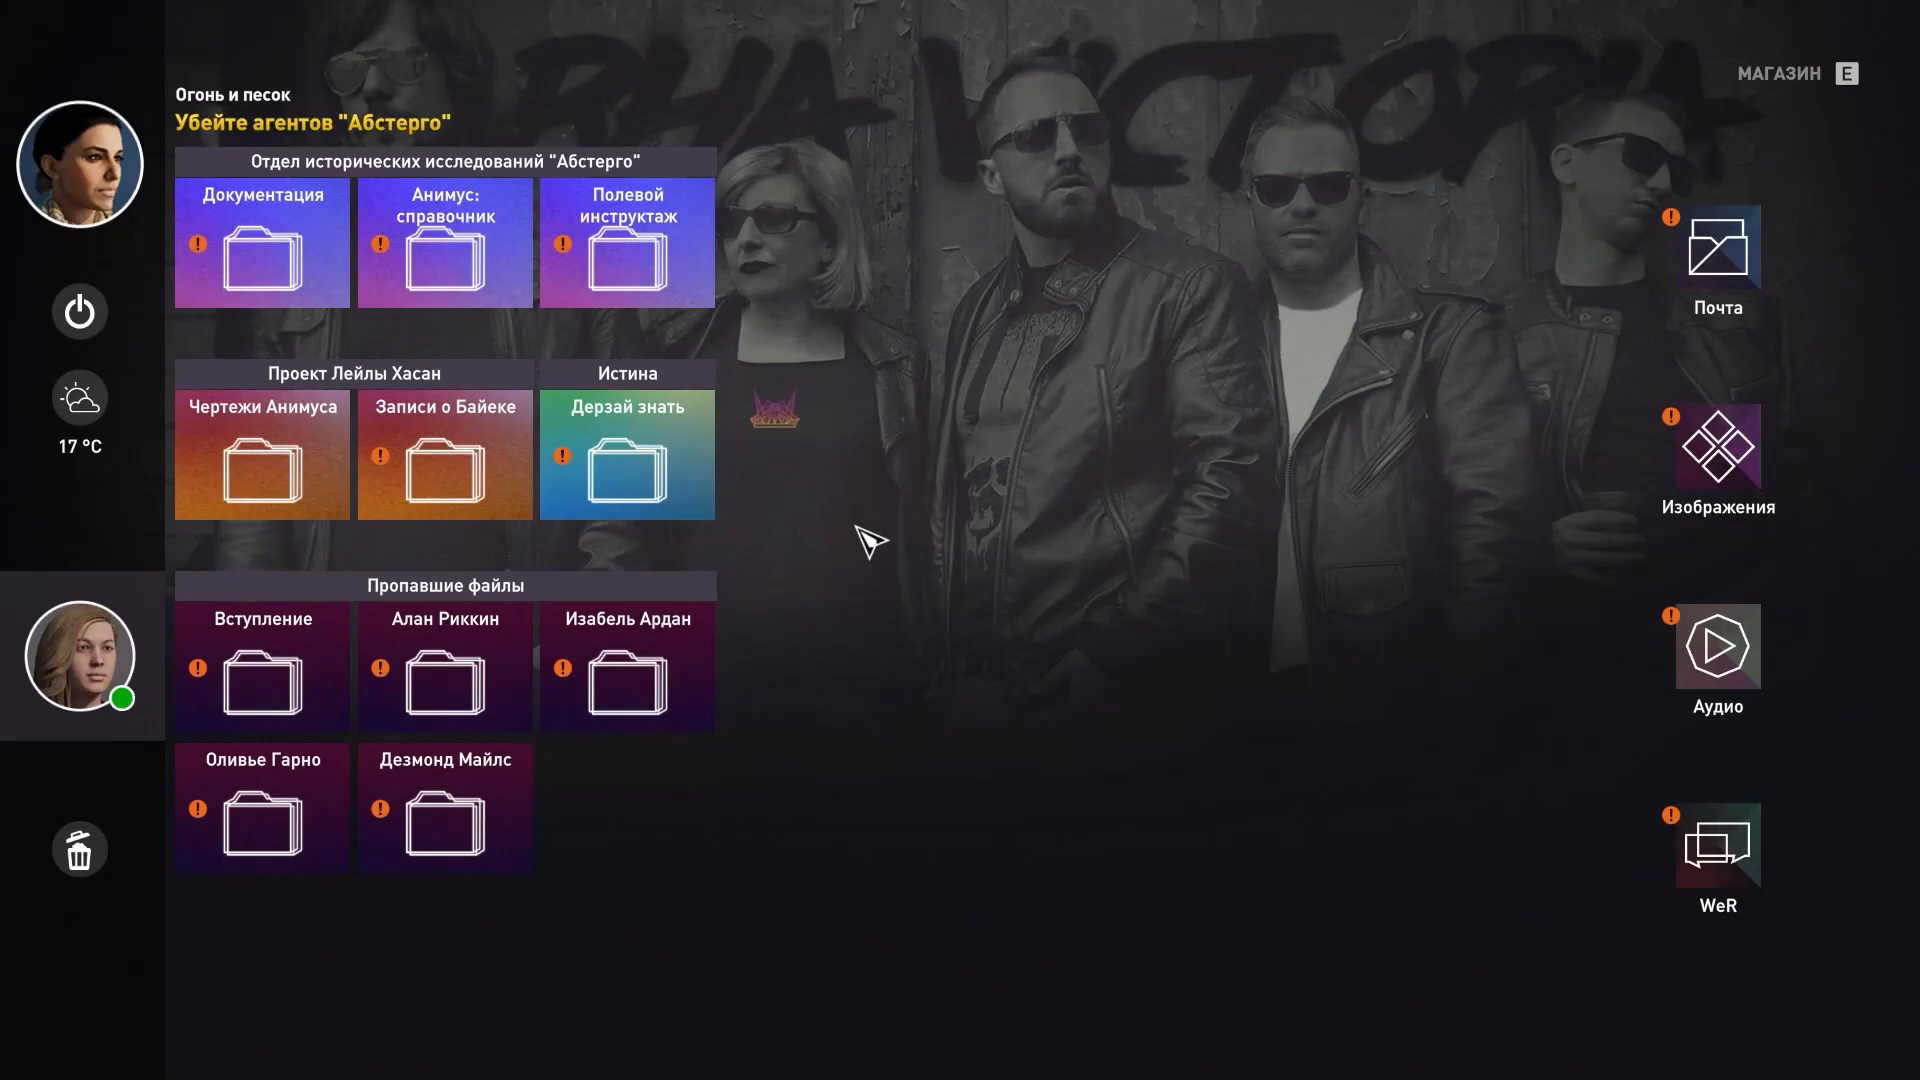 МАГАЗИН E
Огонь и песок
Убейте агентов "Абстерго"
Отдел исторических исследований "Абстерго"
Документация
Анимус:
справочник
Полевой
инструктаж
Проект Лейлы Хасан
Истина
Чертежи Анимуса
Записи о Байеке
Дерзай знать
17 °C
Пропавшие файлы
Вступление
Алан Риккин
Изабель Ардан
Оливье Гарно
Дезмонд Майлс
Почта
Изображения
Аудио
WeR